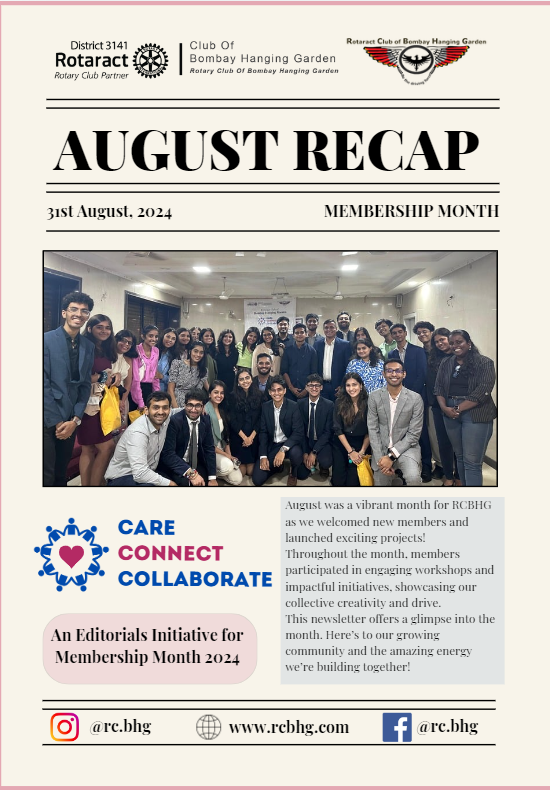 District 3141
Rotaract
Rotary Club Partner
Club Of
Bombay Hanging Garden
Rotary Club Of Bombay Hanging Garden
Rotaract Club of Bombay Hanging Garden
AUGUST RECAP
31st August, 2024
MEMBERSHIP MONTH
CARE
CONNECT
COLLABORATE
An Editorials Initiative for
Membership Month 2024
August was a vibrant month for RCBHG
as we welcomed new members and
launched exciting projects!
Throughout the month, members
participated in engaging workshops and
impactful initiatives, showcasing our
collective creativity and drive.
This newsletter offers a glimpse into the
month. Here's to our growing
community and the amazing energy
we're building together!
@rc.bhg
www.rcbhg.com
@rc.bhg